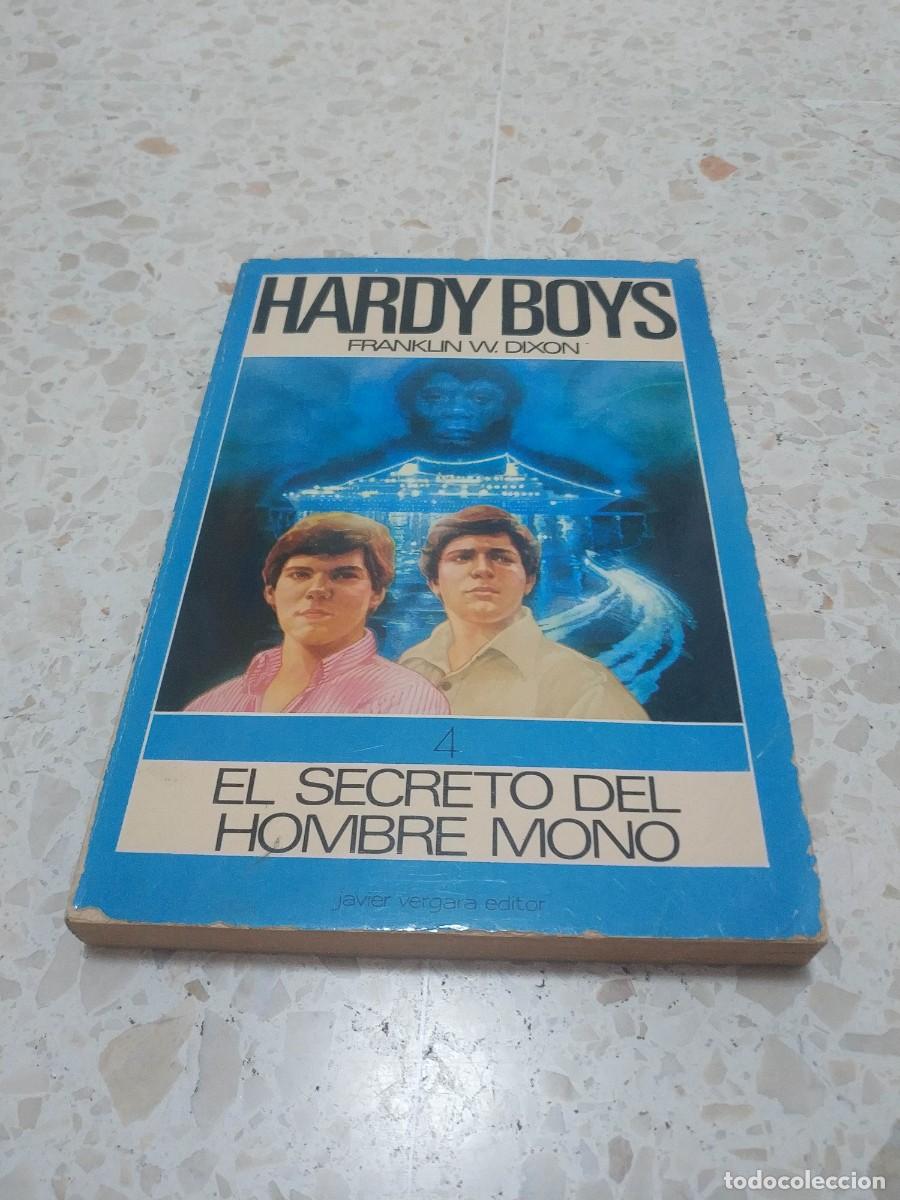 HARDY BOYS
FRANKLIN W. DIXON
4
EL SECRETO DEL
HOMBRE MONO
javier vergara editor
todocoleccion